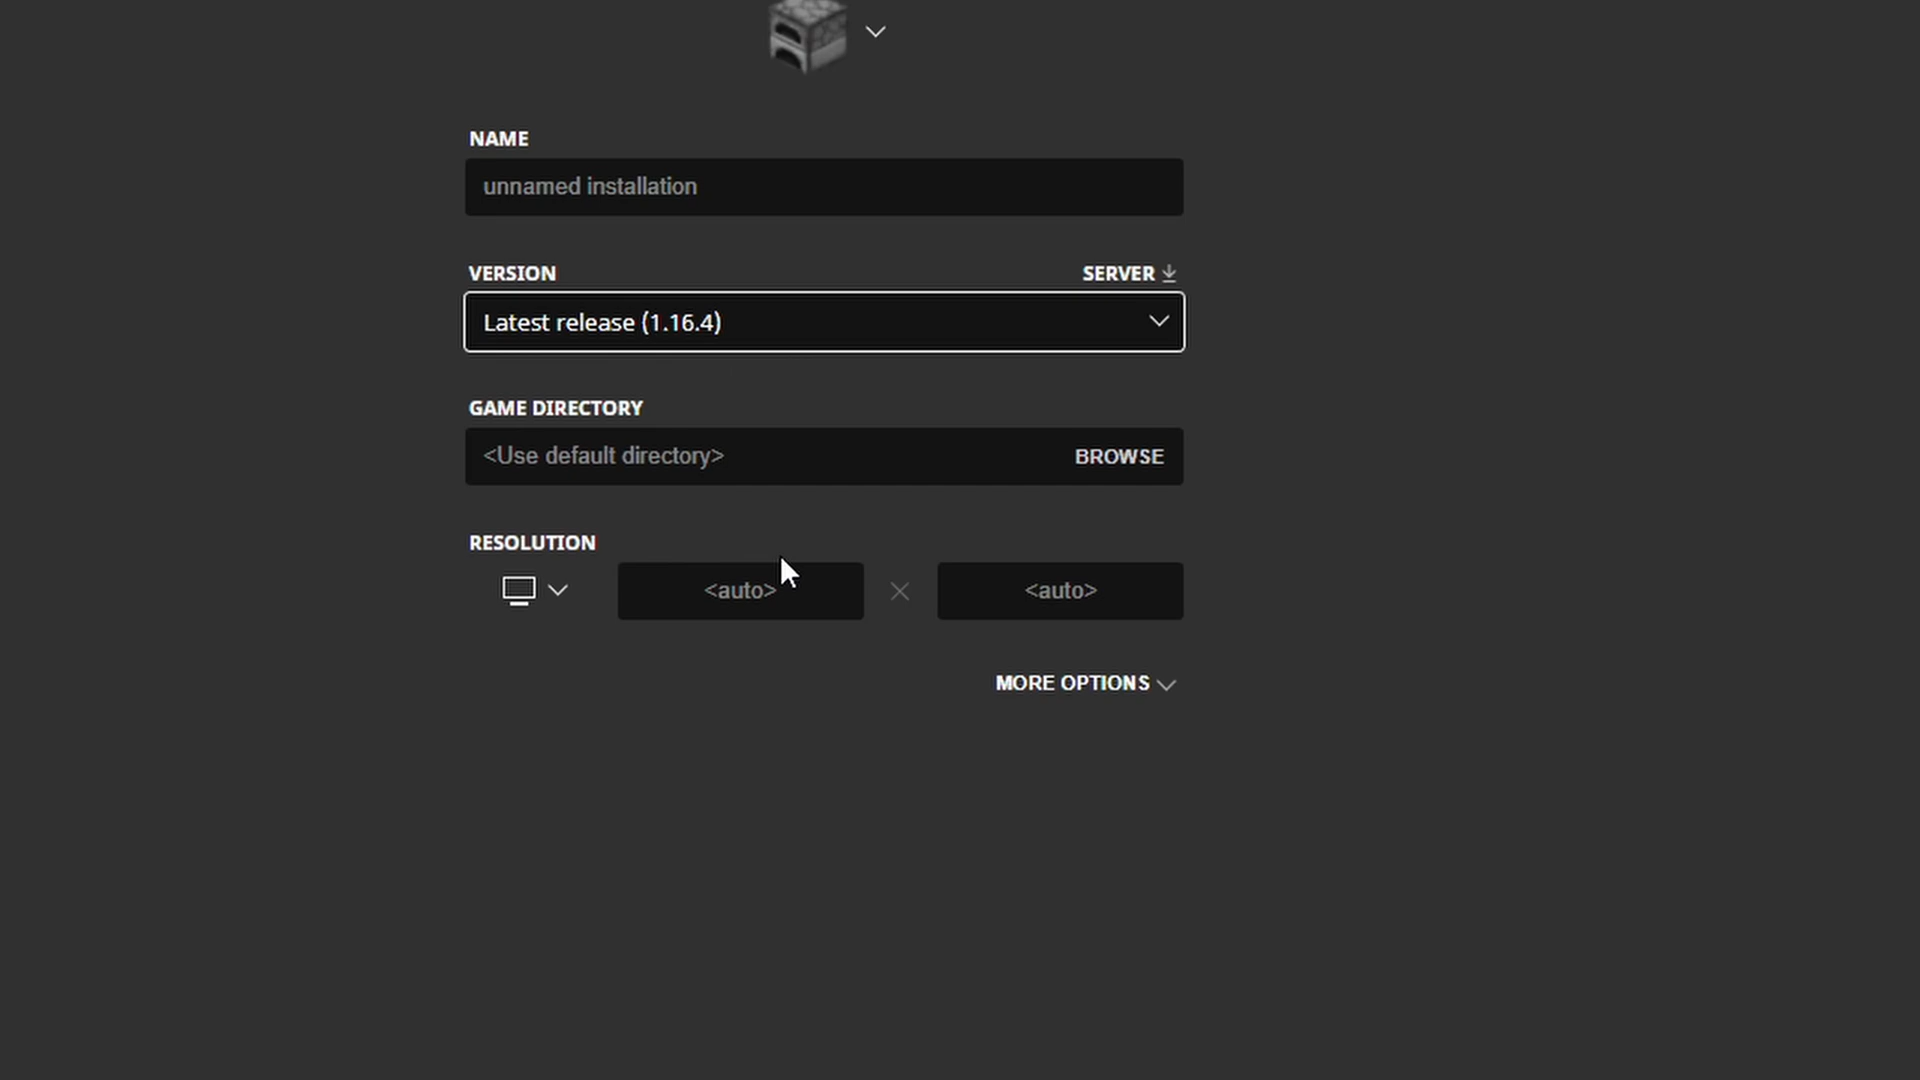 NAME
unnamed installation
VERSION
SERVER
Latest release (1.16.4)
GAME DIRECTORY
<Use default directory>
BROWSE
RESOLUTION
<auto>
<auto>
MORE OPTIONS